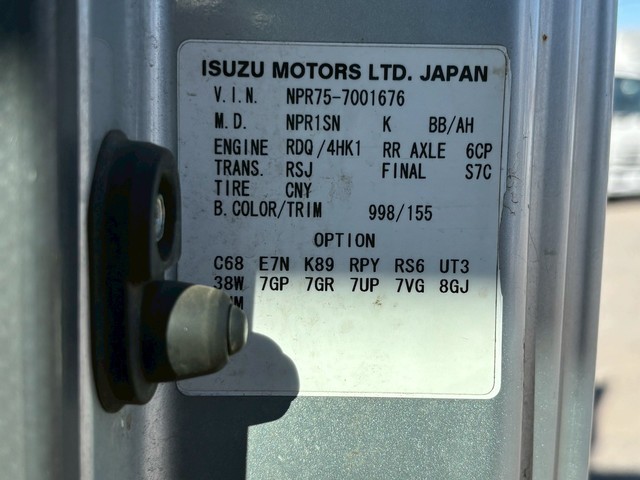 ISUZU MOTORS LTD. JAPAN
V.I.N. NPR75-7001676
M.D. NPR1SN K BB/AH
ENGINE RDQ/4HK1 RR AXLE 6CP
TRANS. RSJ FINAL S7C
TIRE CNY
B.COLOR/TRIM 998/155
OPTION
C68 E7N K89 RPY RS6 UT3
38W 7GP 7GR 7UP 7VG 8GJ